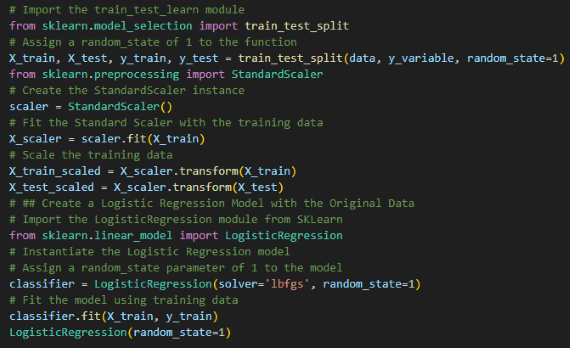 # Import the train_test_learn module
from sklearn.model_selection import train_test_split
# Assign a random_state of 1 to the function
X_train, X_test, y_train, y_test = train_test_split(data, y_variable, random_state=1)
from sklearn.preprocessing import StandardScaler
# Create the StandardScaler instance
scaler = StandardScaler()
# Fit the Standard Scaler with the training data
X_scaler = scaler.fit(X_train)
# Scale the training data
X_train_scaled = X_scaler.transform(X_train)
X_test_scaled = X_scaler.transform(X_test)
# ## Create a Logistic Regression Model with the Original Data
# Import the LogisticRegression module from SKLearn
from sklearn.linear_model import LogisticRegression
# Instantiate the Logistic Regression model
# Assign a random_state parameter of 1 to the model
classifier = LogisticRegression(solver='lbfgs', random_state=1)
# Fit the model using training data
classifier.fit(X_train, y_train)
LogisticRegression(random_state=1)